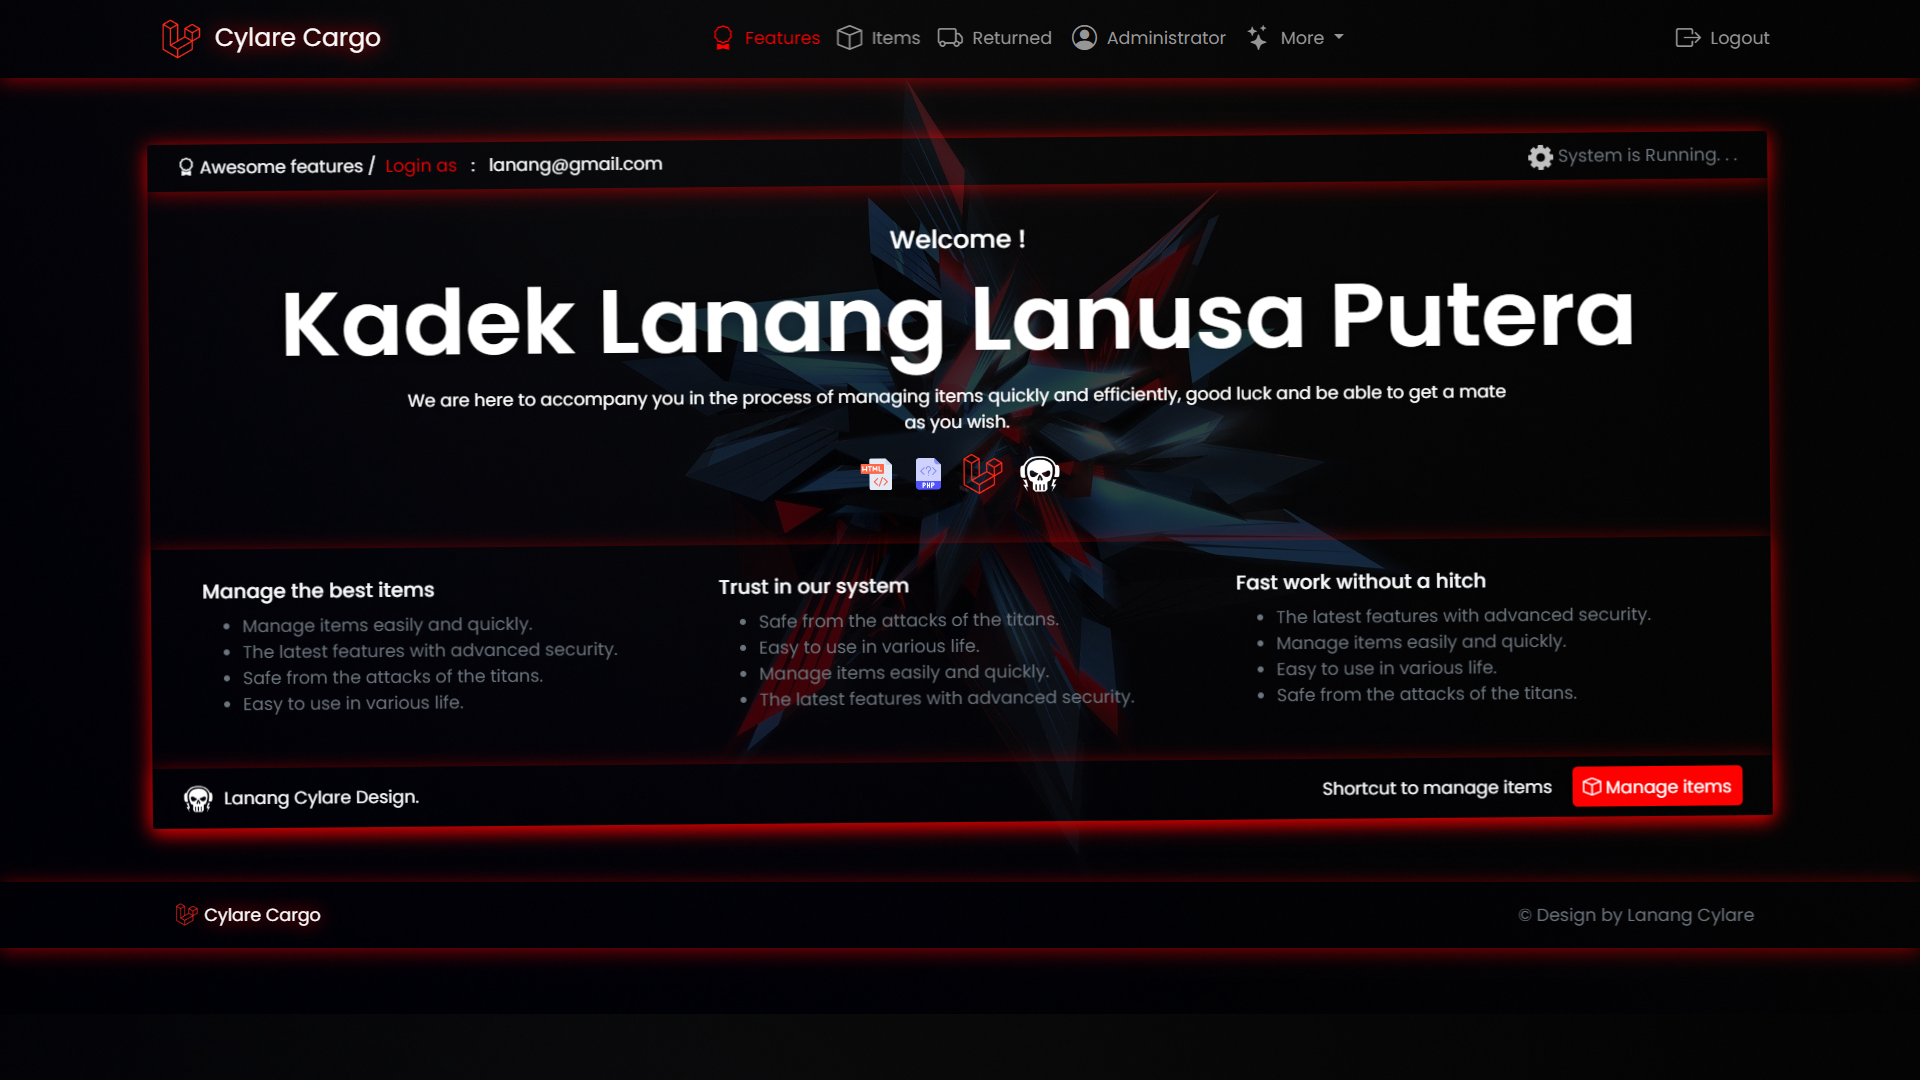 Cylare Cargo
Features Items Returned Administrator More Logout
Awesome features / Login as : lanang@gmail.com
System is Running. . .
Welcome !
Kadek Lanang Lanusa Putera
We are here to accompany you in the process of managing items quickly and efficiently, good luck and be able to get a mate
as you wish.
HTML </>
<?> PHP
Manage the best items
Manage items easily and quickly.
The latest features with advanced security.
Safe from the attacks of the titans.
Easy to use in various life.
Trust in our system
Safe from the attacks of the titans.
Easy to use in various life.
Manage items easily and quickly.
The latest features with advanced security.
Fast work without a hitch
The latest features with advanced security.
Manage items easily and quickly.
Easy to use in various life.
Safe from the attacks of the titans.
Lanang Cylare Design.
Shortcut to manage items Manage items
Cylare Cargo
© Design by Lanang Cylare